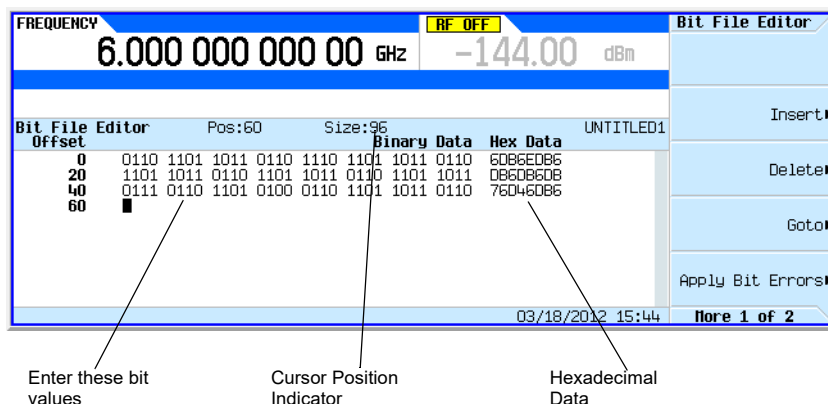 FREQUENCY RF OFF Bit File Editor
6.000 000 000 00 GHz -144.00 dBm
Insert
Bit File Editor Pos:60 Size:96 UNTITLED1
Offset Binary Data Hex Data
0 0110 1101 1011 0110 1110 1101 1011 0110 6DB6EDB6
20 1101 1011 0110 1101 1011 0110 1101 1011 DB6DB6DB
40 0111 0110 1101 0100 0110 1101 1011 0110 76D46DB6
60
Delete
Goto
Apply Bit Errors
03/18/2012 15:44 More 1 of 2
Enter these bit values
Cursor Position Indicator
Hexadecimal Data